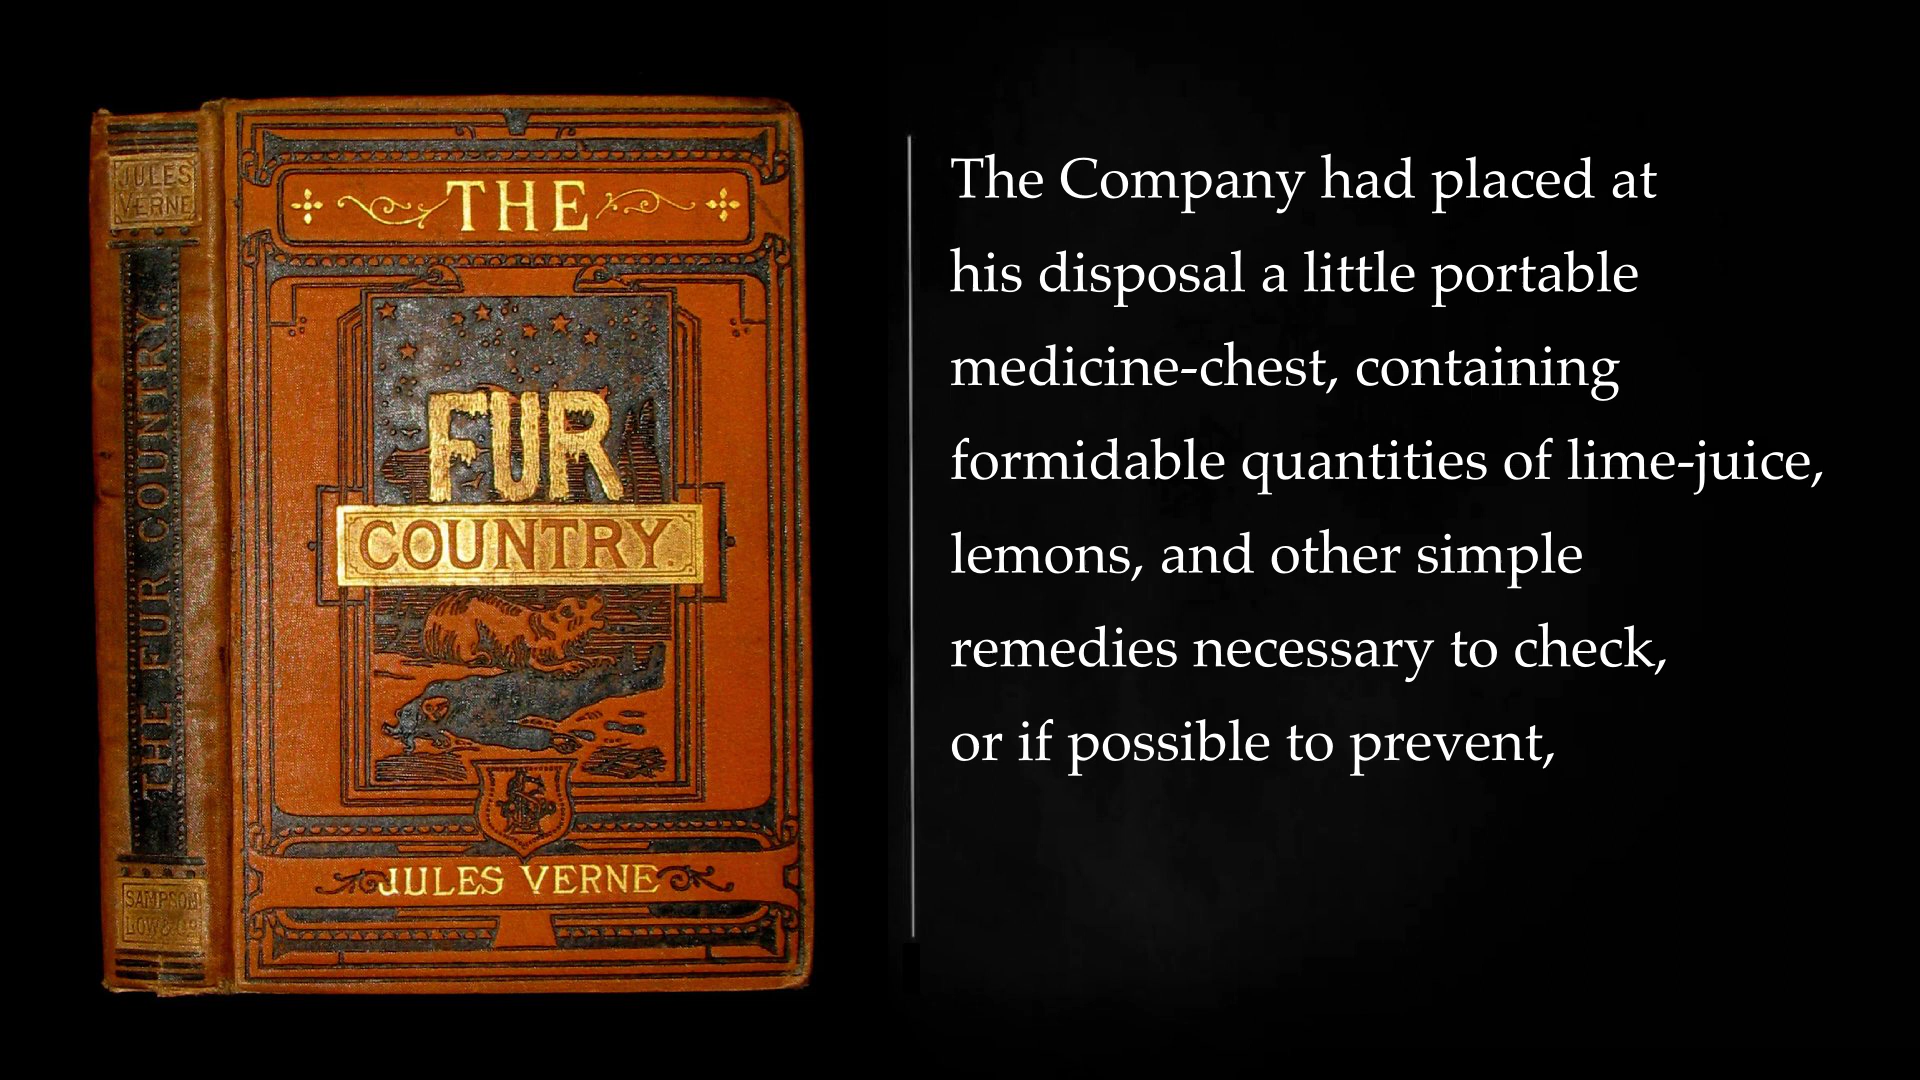 JULES
VERNE
THE FUR COUNTRY.
SAMPSON
LOW & Co
THE
FUR
COUNTRY.
JULES VERNE
The Company had placed at
his disposal a little portable
medicine-chest, containing
formidable quantities of lime-juice,
lemons, and other simple
remedies necessary to check,
or if possible to prevent,